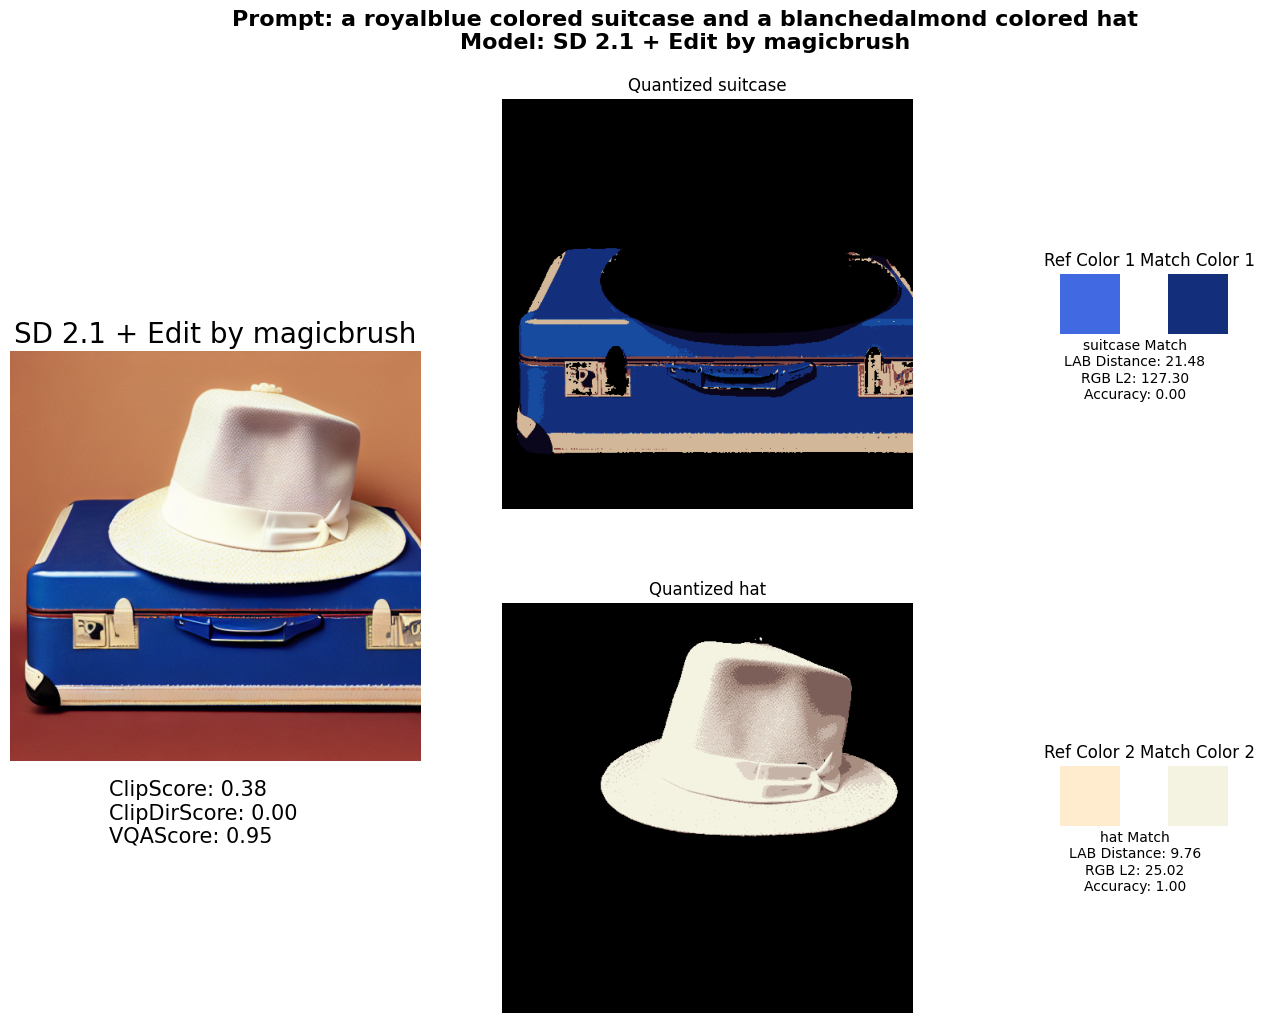 Prompt: a royalblue colored suitcase and a blanchedalmond colored hat
Model: SD 2.1 + Edit by magicbrush
Quantized suitcase
Ref Color 1 Match Color 1
suitcase Match
LAB Distance: 21.48
RGB L2: 127.30
Accuracy: 0.00
SD 2.1 + Edit by magicbrush
ClipScore: 0.38
ClipDirScore: 0.00
VQAScore: 0.95
Quantized hat
Ref Color 2 Match Color 2
hat Match
LAB Distance: 9.76
RGB L2: 25.02
Accuracy: 1.00